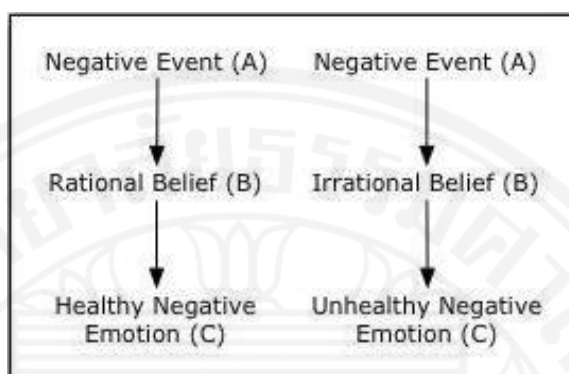 Negative Event (A)
Negative Event (A)
Rational Belief (B)
Irrational Belief (B)
Healthy Negative
Emotion (C)
Unhealthy Negative
Emotion (C)